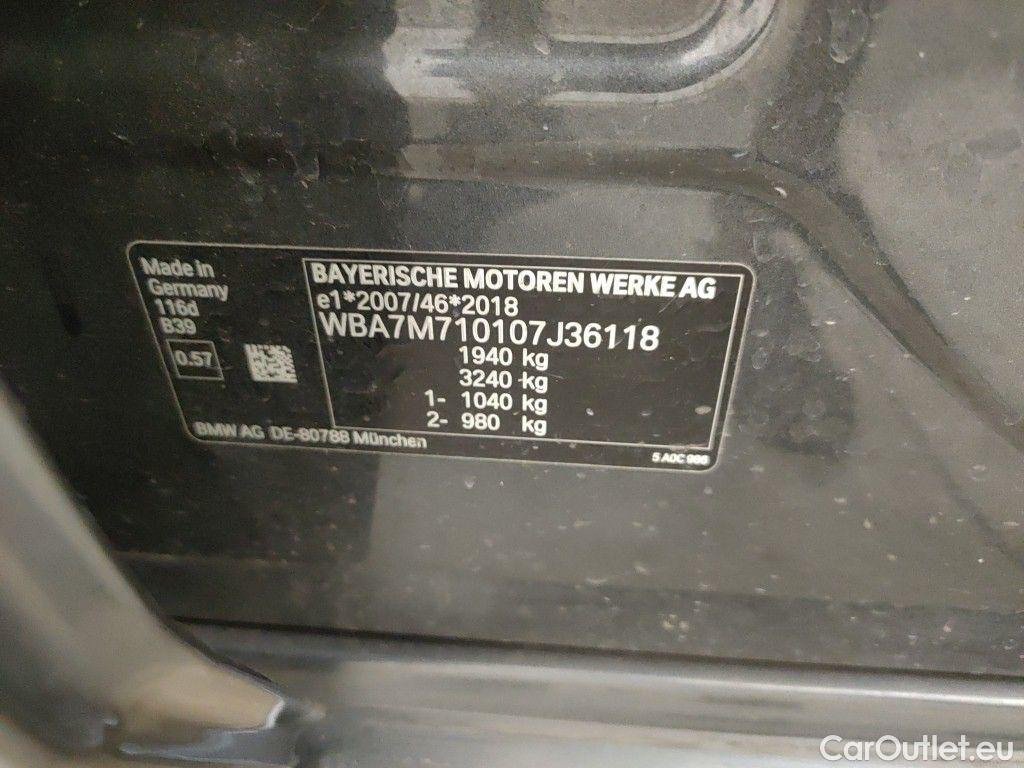 Made in
Germany
116d
B39
0.57
BMW AG DE-80788 München
BAYERISCHE MOTOREN WERKE AG
e1*2007/46*2018
WBA7M710107J36118
1940 kg
3240 kg
1- 1040 kg
2- 980 kg
5 A0C 986
CarOutlet.eu